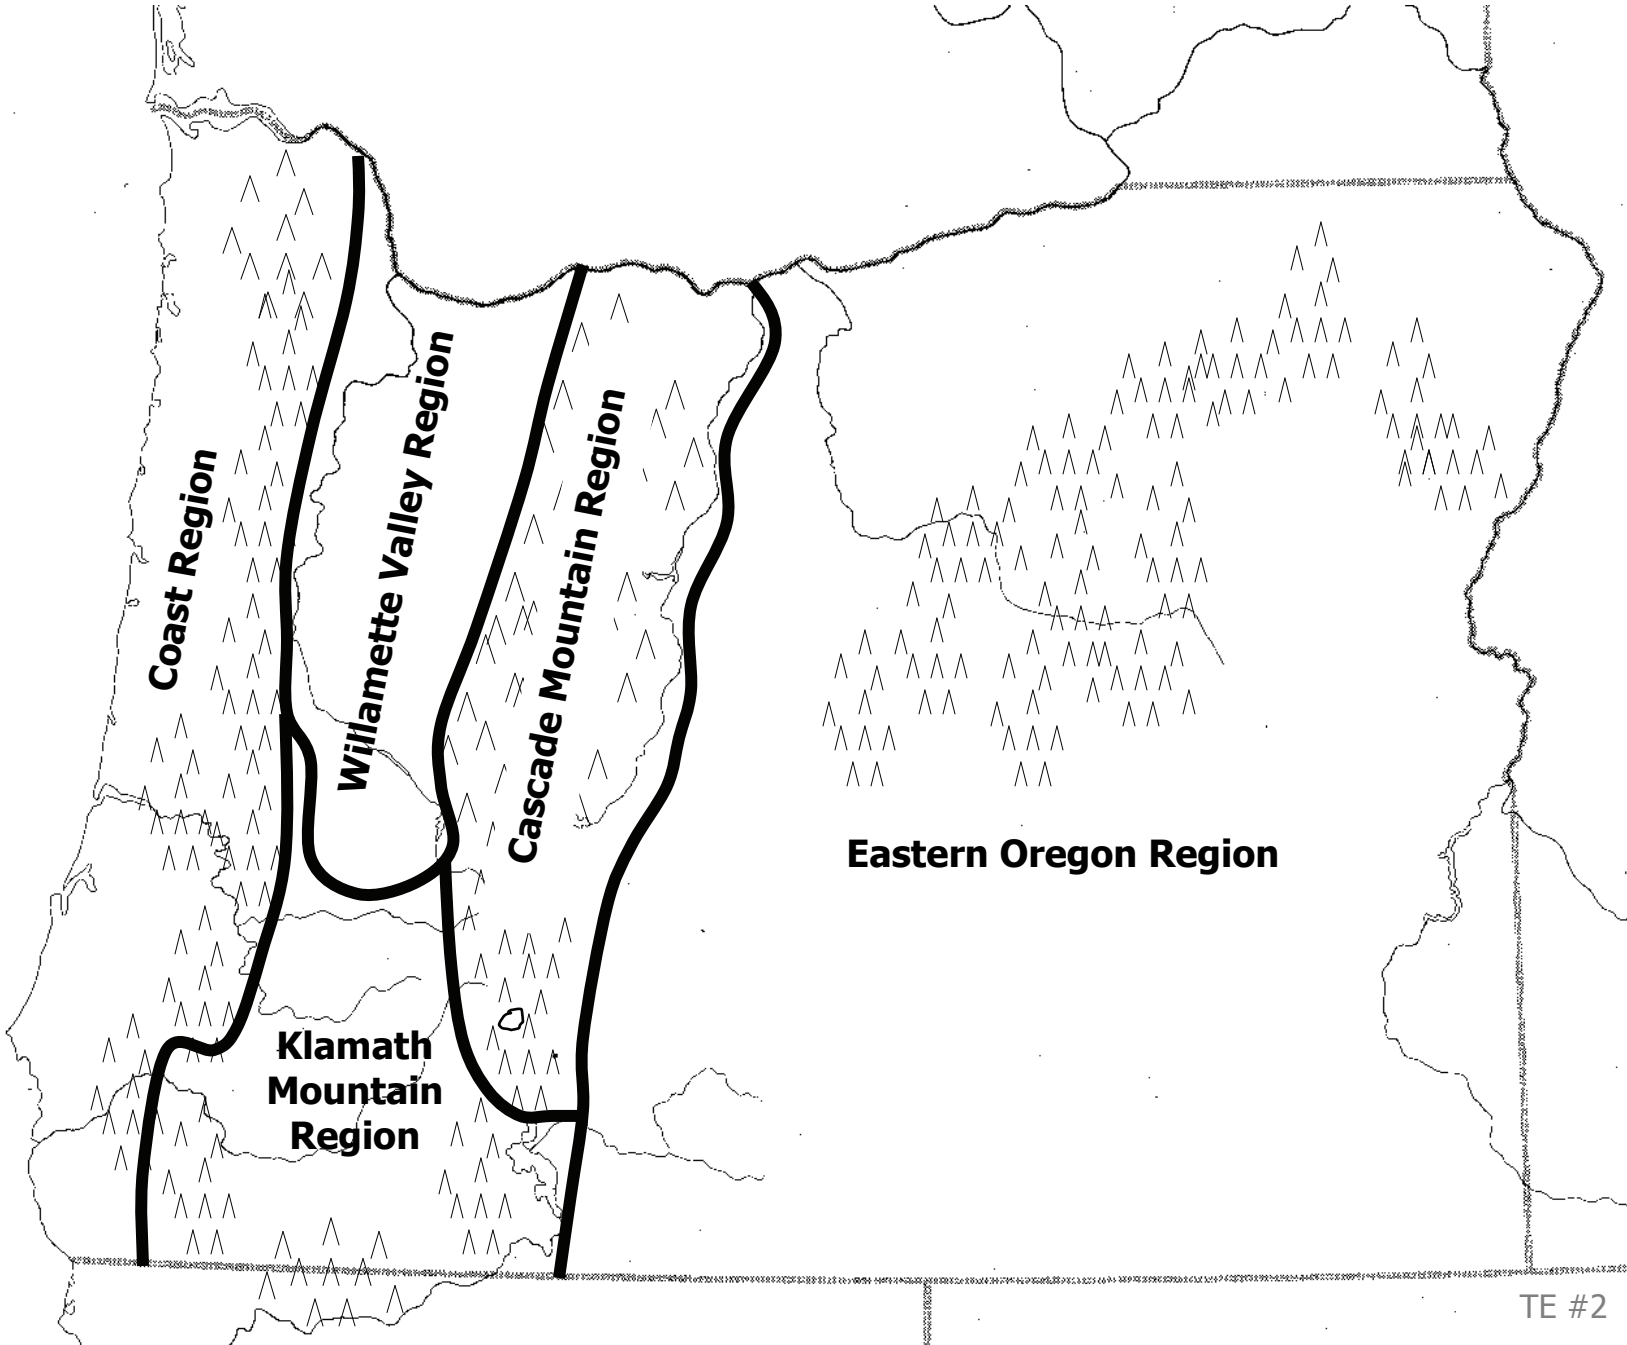 Coast Region
Willamette Valley Region
Cascade Mountain Region
Eastern Oregon Region
Klamath
Mountain
Region
TE #2